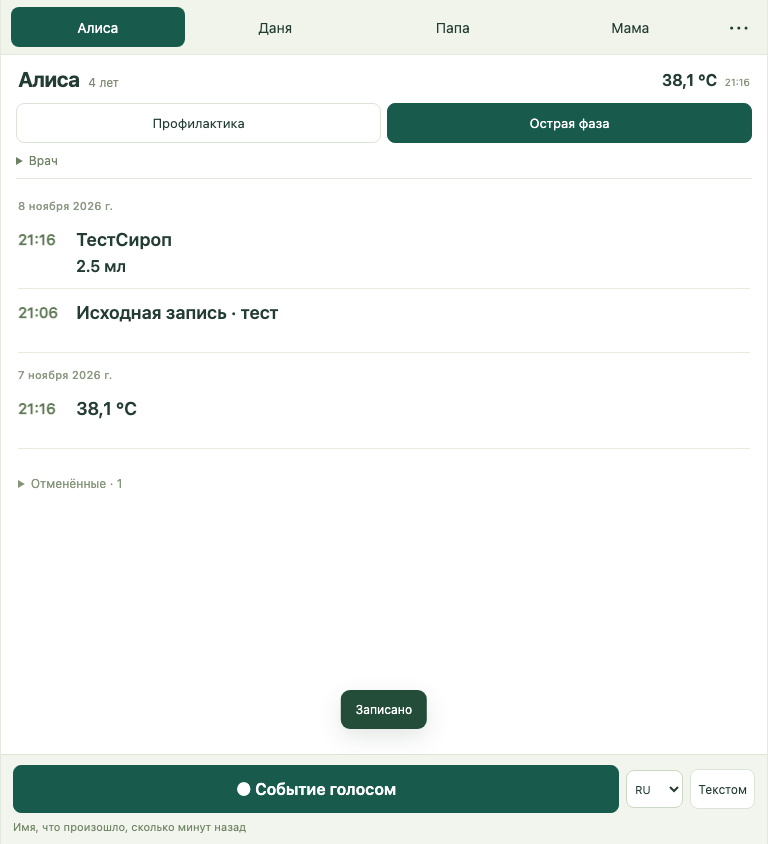 Алиса Даня Папа Мама ...
Алиса 4 лет 38,1 °C 21:16
Профилактика Острая фаза
Врач
8 ноября 2026 г.
21:16 ТестСироп
2.5 мл
21:06 Исходная запись · тест
7 ноября 2026 г.
21:16 38,1 °C
Отменённые · 1
Записано
Событие голосом RU Текстом
Имя, что произошло, сколько минут назад